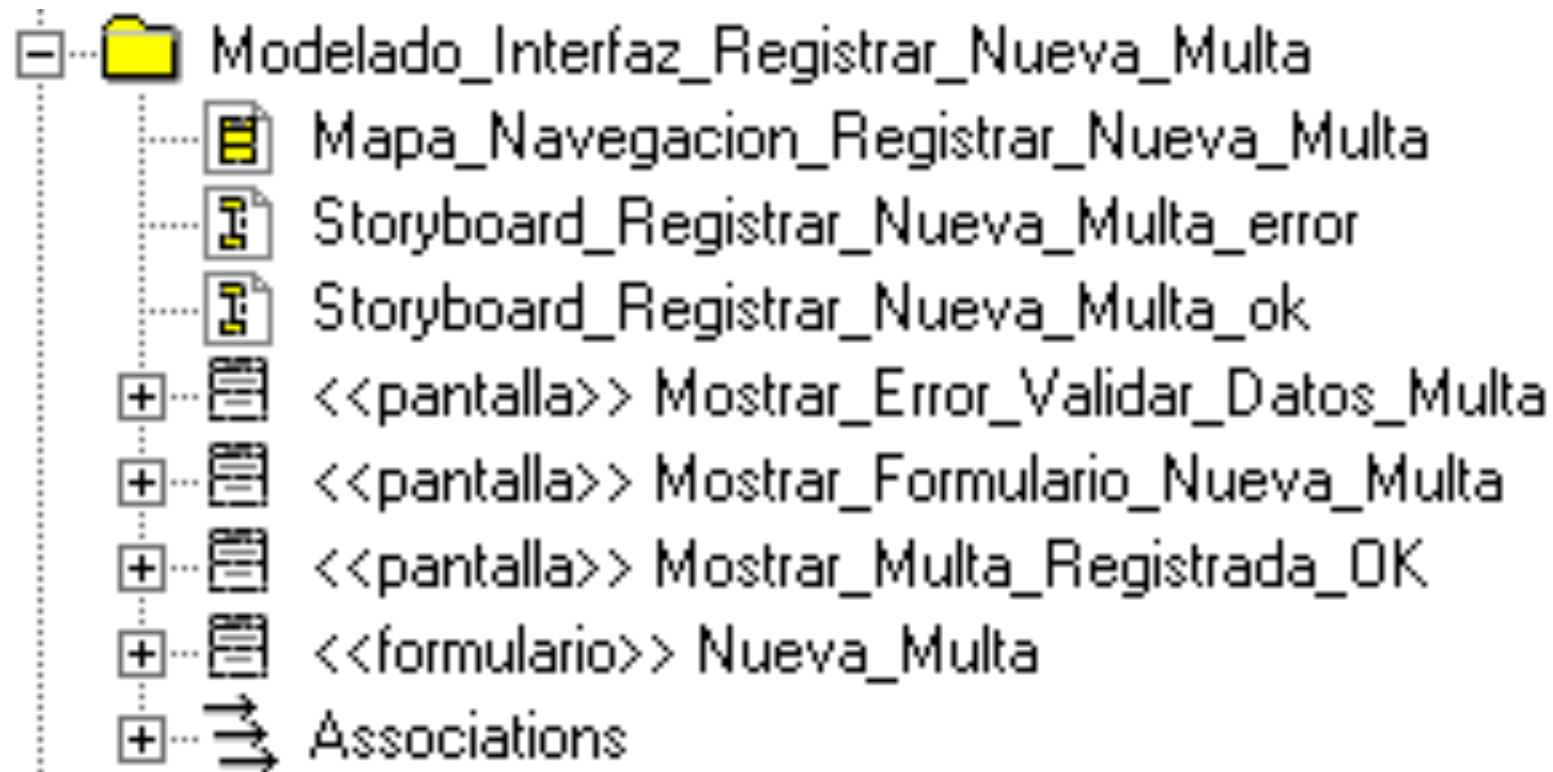 Modelado_Interfaz_Registrar_Nueva_Multa
Mapa_Navegacion_Registrar_Nueva_Multa
Storyboard_Registrar_Nueva_Multa_error
Storyboard_Registrar_Nueva_Multa_ok
<<pantalla>> Mostrar_Error_Validar_Datos_Multa
<<pantalla>> Mostrar_Formulario_Nueva_Multa
<<pantalla>> Mostrar_Multa_Registrada_OK
<<formulario>> Nueva_Multa
Associations